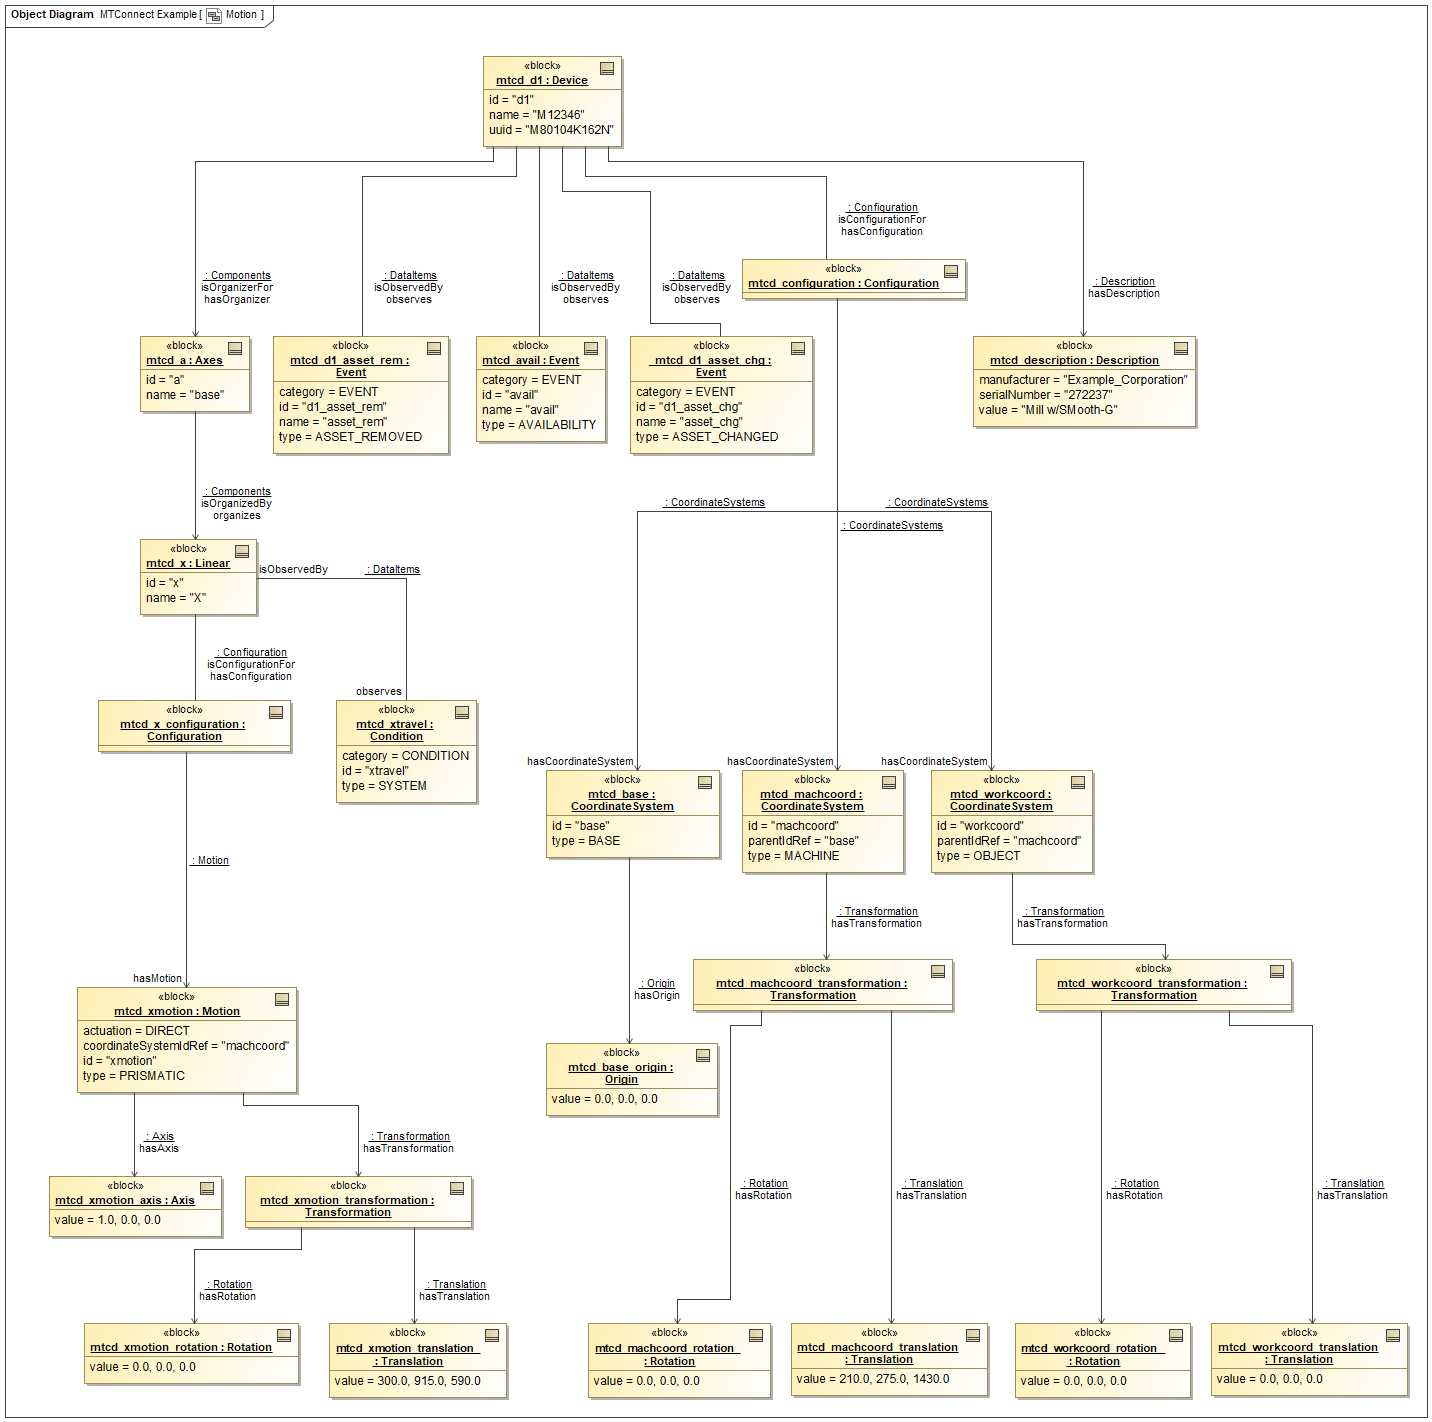 Object Diagram MTConnect Example [ Motion ]
«block»
mtcd_d1 : Device
id = "d1"
name = "M12346"
uuid = "M80104K162N"
: Configuration
isConfigurationFor
hasConfiguration
: Components
isOrganizerFor
hasOrganizer
: DataItems
isObservedBy
observes
: DataItems
isObservedBy
observes
: DataItems
isObservedBy
observes
«block»
mtcd_configuration : Configuration
: Description
hasDescription
«block»
mtcd_a : Axes
id = "a"
name = "base"
«block»
mtcd_d1_asset_rem :
Event
category = EVENT
id = "d1_asset_rem"
name = "asset_rem"
type = ASSET_REMOVED
«block»
mtcd_avail : Event
category = EVENT
id = "avail"
name = "avail"
type = AVAILABILITY
«block»
mtcd_d1_asset_chg :
Event
category = EVENT
id = "d1_asset_chg"
name = "asset_chg"
type = ASSET_CHANGED
«block»
mtcd_description : Description
manufacturer = "Example_Corporation"
serialNumber = "272237"
value = "Mill w/SMooth-G"
: Components
isOrganizedBy
organizes
: CoordinateSystems
: CoordinateSystems
: CoordinateSystems
«block»
mtcd_x : Linear
id = "x"
name = "X"
isObservedBy
: DataItems
: Configuration
isConfigurationFor
hasConfiguration
observes
«block»
mtcd_x_configuration :
Configuration
«block»
mtcd_xtravel :
Condition
category = CONDITION
id = "xtravel"
type = SYSTEM
hasCoordinateSystem
hasCoordinateSystem
hasCoordinateSystem
«block»
mtcd_base :
CoordinateSystem
id = "base"
type = BASE
«block»
mtcd_machcoord :
CoordinateSystem
id = "machcoord"
parentIdRef = "base"
type = MACHINE
«block»
mtcd_workcoord :
CoordinateSystem
id = "workcoord"
parentIdRef = "machcoord"
type = OBJECT
: Motion
: Transformation
hasTransformation
: Transformation
hasTransformation
hasMotion
: Origin
hasOrigin
«block»
mtcd_machcoord_transformation :
Transformation
«block»
mtcd_workcoord_transformation :
Transformation
«block»
mtcd_xmotion : Motion
actuation = DIRECT
coordinateSystemIdRef = "machcoord"
id = "xmotion"
type = PRISMATIC
«block»
mtcd_base_origin :
Origin
value = 0.0, 0.0, 0.0
: Axis
hasAxis
: Transformation
hasTransformation
: Rotation
hasRotation
: Translation
hasTranslation
: Rotation
hasRotation
: Translation
hasTranslation
«block»
mtcd_xmotion_axis : Axis
value = 1.0, 0.0, 0.0
«block»
mtcd_xmotion_transformation :
Transformation
: Rotation
hasRotation
: Translation
hasTranslation
«block»
mtcd_xmotion_rotation : Rotation
value = 0.0, 0.0, 0.0
«block»
mtcd_xmotion_translation
: Translation
value = 300.0, 915.0, 590.0
«block»
mtcd_machcoord_rotation
: Rotation
value = 0.0, 0.0, 0.0
«block»
mtcd_machcoord_translation
: Translation
value = 210.0, 275.0, 1430.0
«block»
mtcd_workcoord_rotation
: Rotation
value = 0.0, 0.0, 0.0
«block»
mtcd_workcoord_translation
: Translation
value = 0.0, 0.0, 0.0